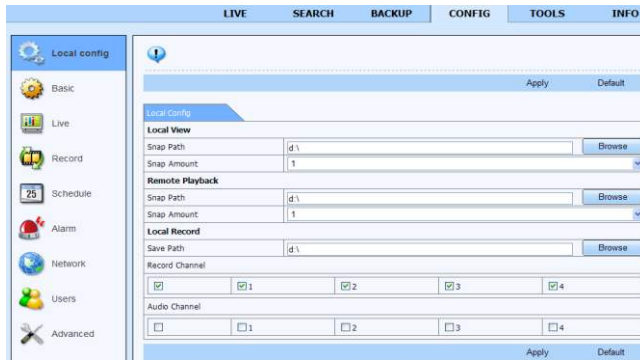 LIVE SEARCH BACKUP CONFIG TOOLS INFO
Local config
Basic
Live
Record
25 Schedule
Alarm
Network
Users
Advanced
Apply Default
Local Config
Local View
Snap Path d:\ Browse
Snap Amount 1
Remote Playback
Snap Path d:\ Browse
Snap Amount 1
Local Record
Save Path d:\ Browse
Record Channel
1 2 3 4
Audio Channel
1 2 3 4
Apply Default